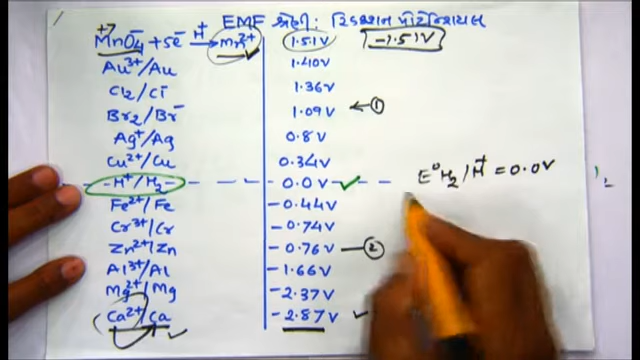 EMF શ્રેણી : રિડકશન પોટેન્શિયલ
+7
MnO4⁻ + 5e⁻ H⁺→ Mn²⁺ 1.51V -1.51V
Au³⁺/Au 1.40V
Cl2/Cl⁻ 1.36V
Br2/Br⁻ 1.09V ← ①
Ag⁺/Ag 0.8V
Cu²⁺/Cu 0.34V
H⁺/H2 0.0V ✓ E⁰H2/H⁺ = 0.0V
Fe²⁺/Fe -0.44V
Cr³⁺/Cr -0.74V
Zn²⁺/Zn -0.76V — ②
Al³⁺/Al -1.66V
Mg²⁺/Mg -2.37V
Ca²⁺/Ca ✓ -2.87V ✓